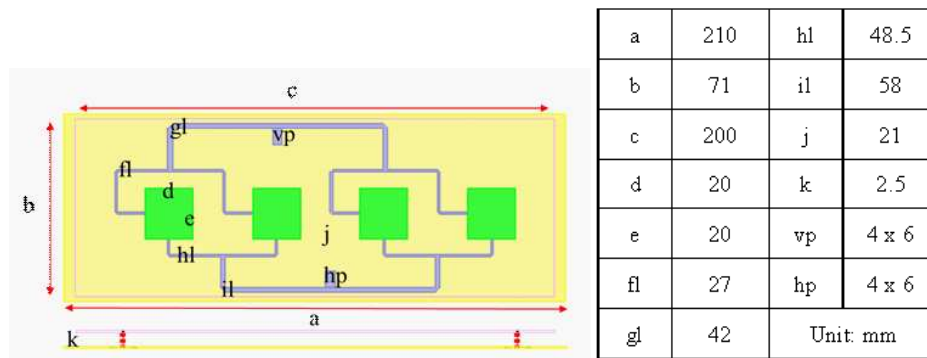 c
gl
vp
fl
d
b
e
j
hl
hp
il
a
k
a 210 hl 48.5
b 71 il 58
c 200 j 21
d 20 k 2.5
e 20 vp 4 x 6
fl 27 hp 4 x 6
gl 42 Unit: mm